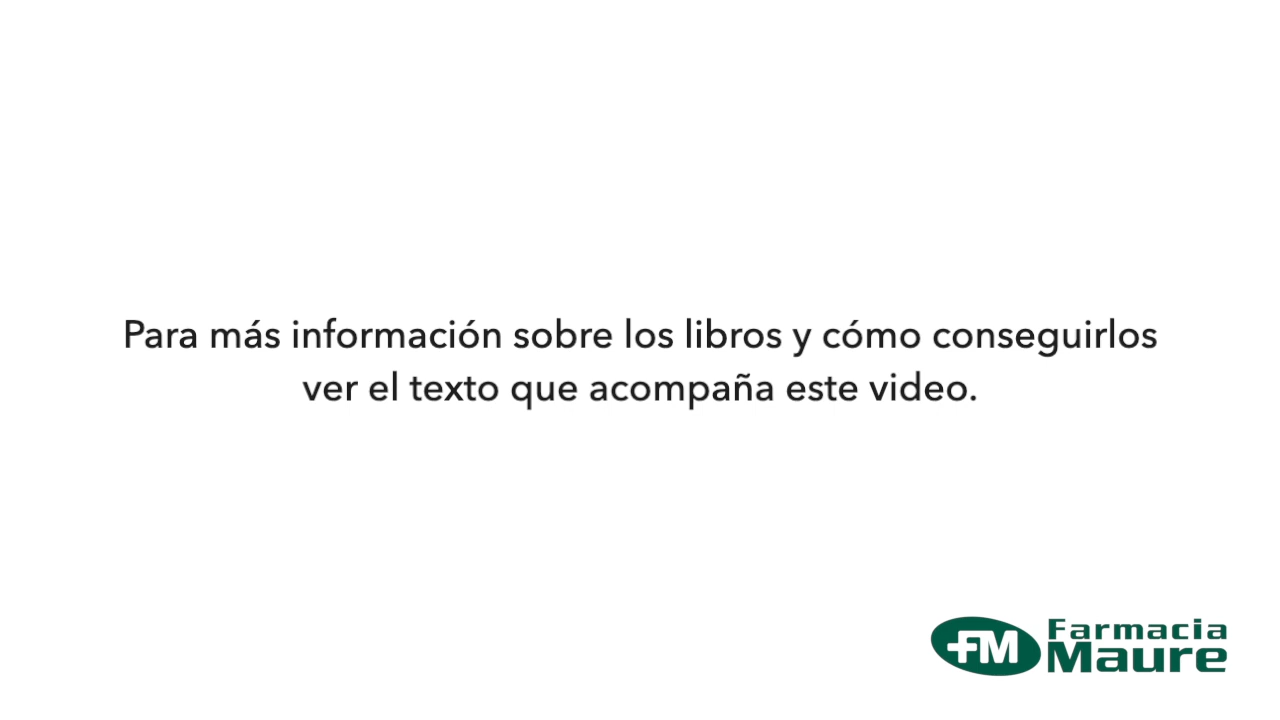 Para más información sobre los libros y cómo conseguirlos
ver el texto que acompaña este video.
FM Farmacia
Maure